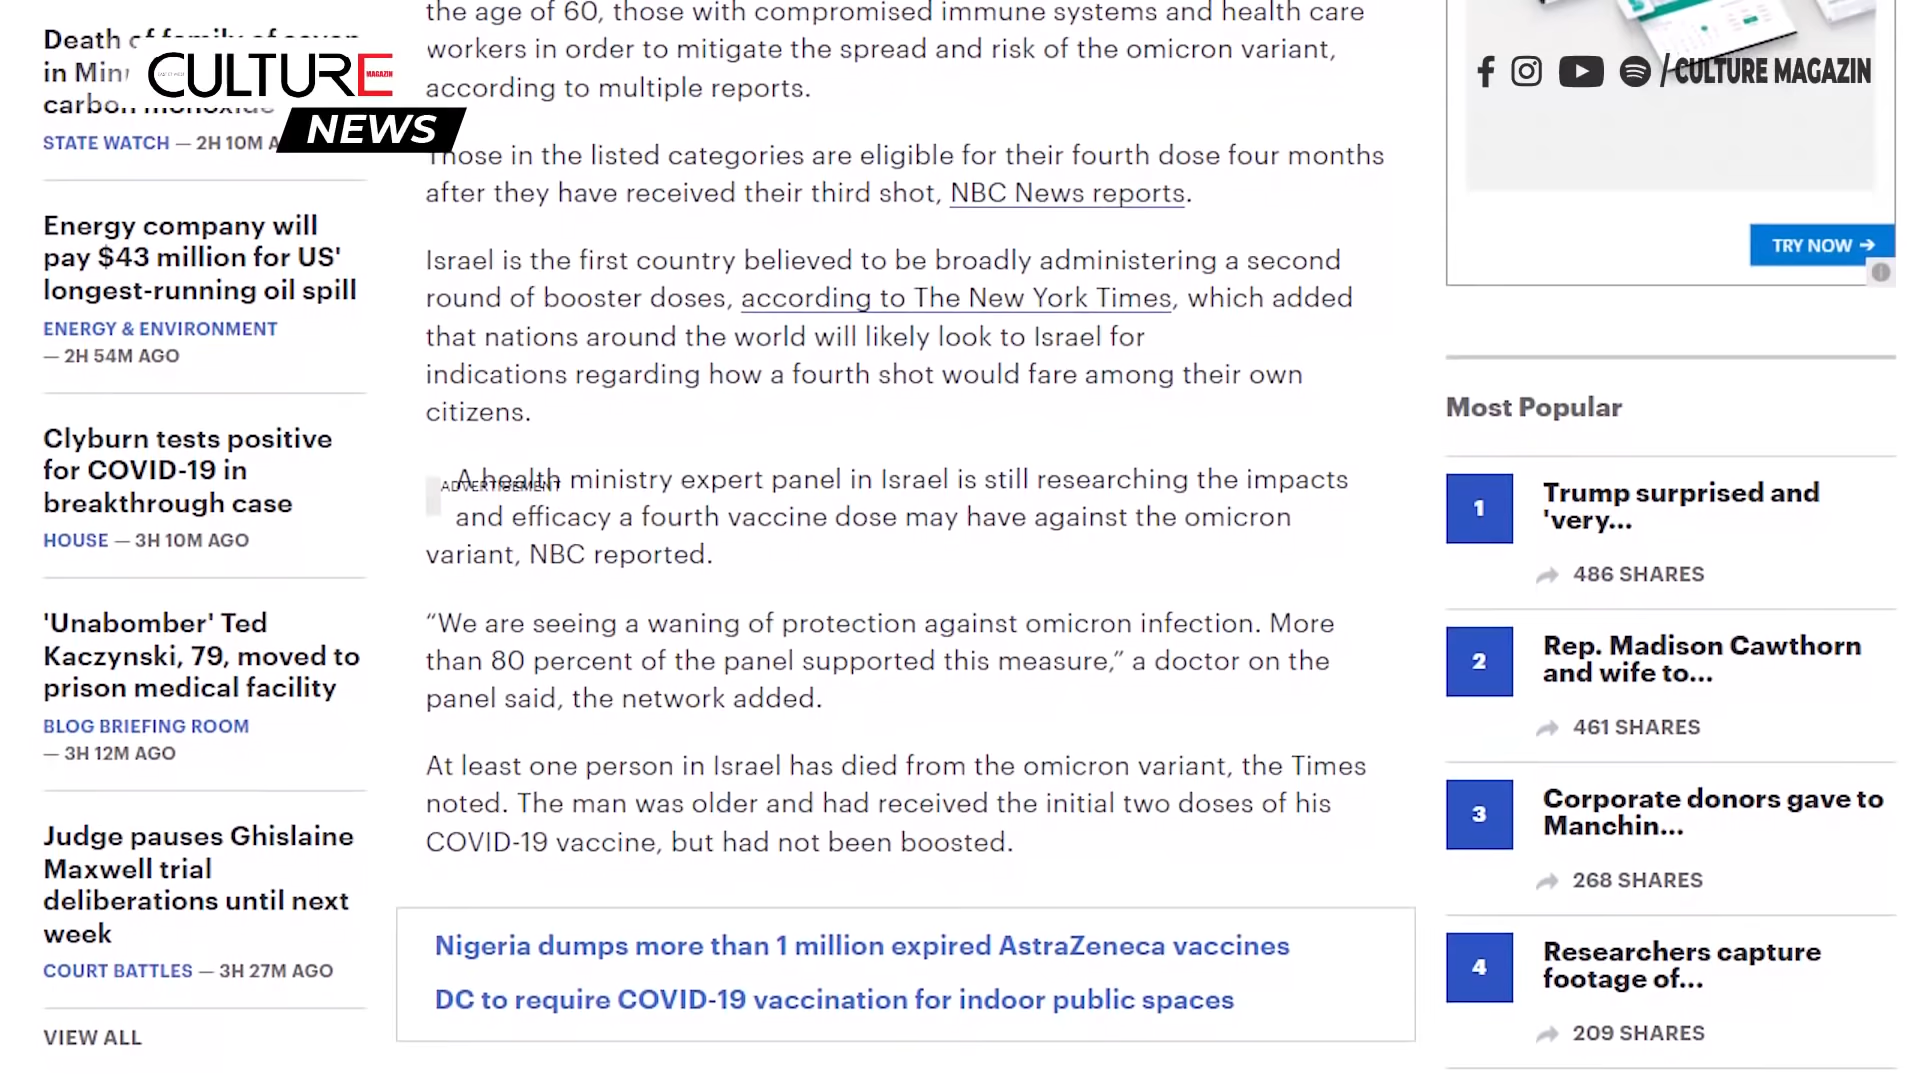 Death of family of seven
in Minn
carbon monoxide
STATE WATCH — 2H 10M A
CULTURE
MAGAZIN
NEWS
Energy company will
pay $43 million for US'
longest-running oil spill
ENERGY & ENVIRONMENT
— 2H 54M AGO
Clyburn tests positive
for COVID-19 in
breakthrough case
HOUSE — 3H 10M AGO
'Unabomber' Ted
Kaczynski, 79, moved to
prison medical facility
BLOG BRIEFING ROOM
— 3H 12M AGO
Judge pauses Ghislaine
Maxwell trial
deliberations until next
week
COURT BATTLES — 3H 27M AGO
VIEW ALL
the age of 60, those with compromised immune systems and health care
workers in order to mitigate the spread and risk of the omicron variant,
according to multiple reports.
Those in the listed categories are eligible for their fourth dose four months
after they have received their third shot, NBC News reports.
Israel is the first country believed to be broadly administering a second
round of booster doses, according to The New York Times, which added
that nations around the world will likely look to Israel for
indications regarding how a fourth shot would fare among their own
citizens.
ADVERTISEMENT
A health ministry expert panel in Israel is still researching the impacts
and efficacy a fourth vaccine dose may have against the omicron
variant, NBC reported.
“We are seeing a waning of protection against omicron infection. More
than 80 percent of the panel supported this measure,” a doctor on the
panel said, the network added.
At least one person in Israel has died from the omicron variant, the Times
noted. The man was older and had received the initial two doses of his
COVID-19 vaccine, but had not been boosted.
Nigeria dumps more than 1 million expired AstraZeneca vaccines
DC to require COVID-19 vaccination for indoor public spaces
/CULTURE MAGAZIN
TRY NOW →
Most Popular
1
Trump surprised and
'very...
486 SHARES
2
Rep. Madison Cawthorn
and wife to...
461 SHARES
3
Corporate donors gave to
Manchin...
268 SHARES
4
Researchers capture
footage of...
209 SHARES